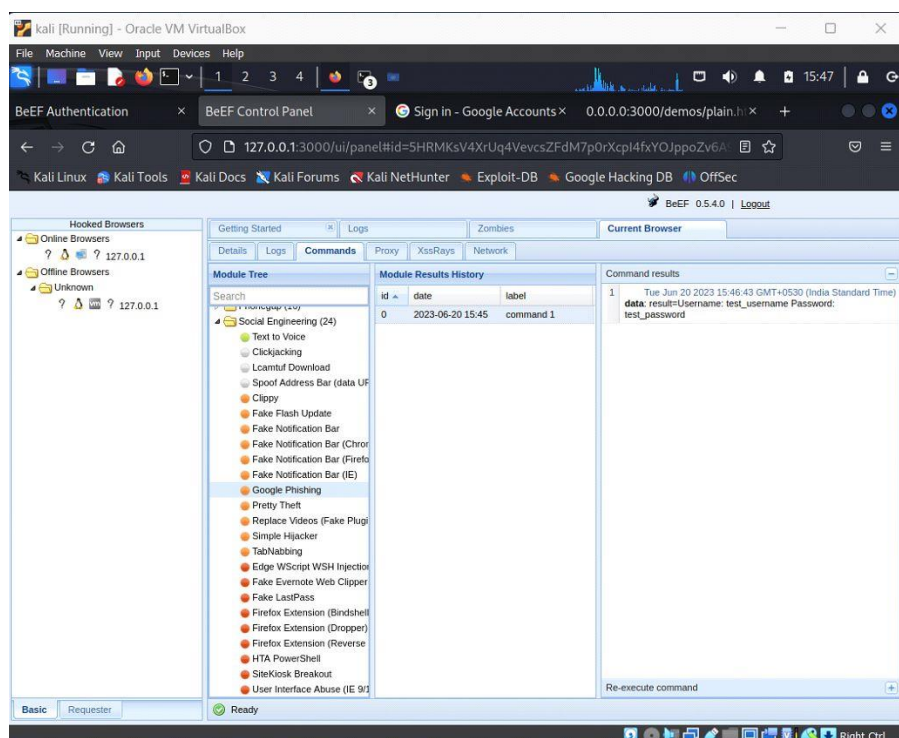 kali [Running] - Oracle VM VirtualBox
File Machine View Input Devices Help
1 2 3 4 3 15:47
BeEF Authentication × BeEF Control Panel × Sign in - Google Accounts × 0.0.0.0:3000/demos/plain.h × +
127.0.0.1:3000/ui/panel#id=5HRMKsV4XrUq4VevcsZFdM7p0rXcpI4fxYOJppoZv6A
Kali Linux Kali Tools Kali Docs Kali Forums Kali NetHunter Exploit-DB Google Hacking DB OffSec
BeEF 0.5.4.0 | Logout
Hooked Browsers
Online Browsers
? ? 127.0.0.1
Offline Browsers
Unknown
? ? 127.0.0.1
Getting Started Logs Zombies Current Browser
Details Logs Commands Proxy XssRays Network
Module Tree
Search
Social Engineering (24)
Text to Voice
Clickjacking
Lcamtuf Download
Spoof Address Bar (data UR
Clippy
Fake Flash Update
Fake Notification Bar
Fake Notification Bar (Chror
Fake Notification Bar (Firefo
Fake Notification Bar (IE)
Google Phishing
Pretty Theft
Replace Videos (Fake Plugi
Simple Hijacker
TabNabbing
Edge WScript WSH Injection
Fake Evernote Web Clipper
Fake LastPass
Firefox Extension (Bindshell
Firefox Extension (Dropper)
Firefox Extension (Reverse
HTA PowerShell
SiteKiosk Breakout
User Interface Abuse (IE 9/1
Module Results History
id date label
0 2023-06-20 15:45 command 1
Command results
1 Tue Jun 20 2023 15:46:43 GMT+0530 (India Standard Time)
data: result=Username: test_username Password:
test_password
Re-execute command
Basic Requester
Ready
Right Ctrl